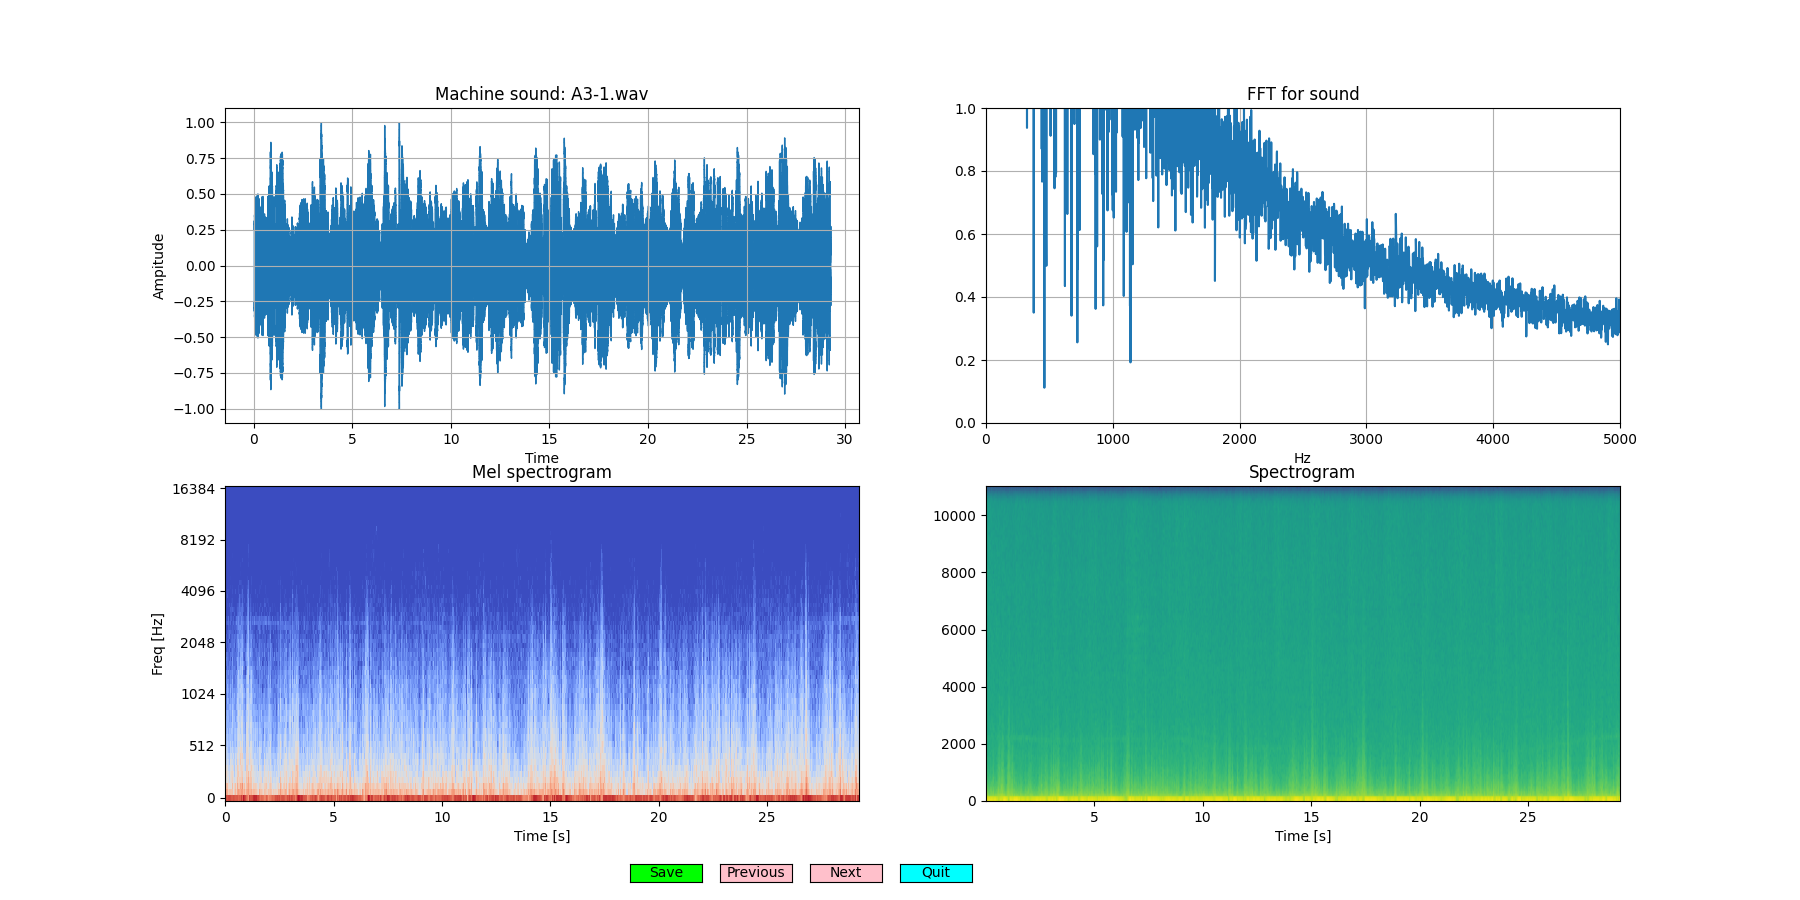 Machine sound: A3-1.wav
1.00
0.75
0.50
0.25
0.00
−0.25
−0.50
−0.75
−1.00
Ampitude
0 5 10 15 20 25 30
Time
FFT for sound
1.0
0.8
0.6
0.4
0.2
0.0
0 1000 2000 3000 4000 5000
Hz
Mel spectrogram
16384
8192
4096
2048
1024
512
0
Freq [Hz]
0 5 10 15 20 25
Time [s]
Spectrogram
10000
8000
6000
4000
2000
0
5 10 15 20 25
Time [s]
Save Previous Next Quit